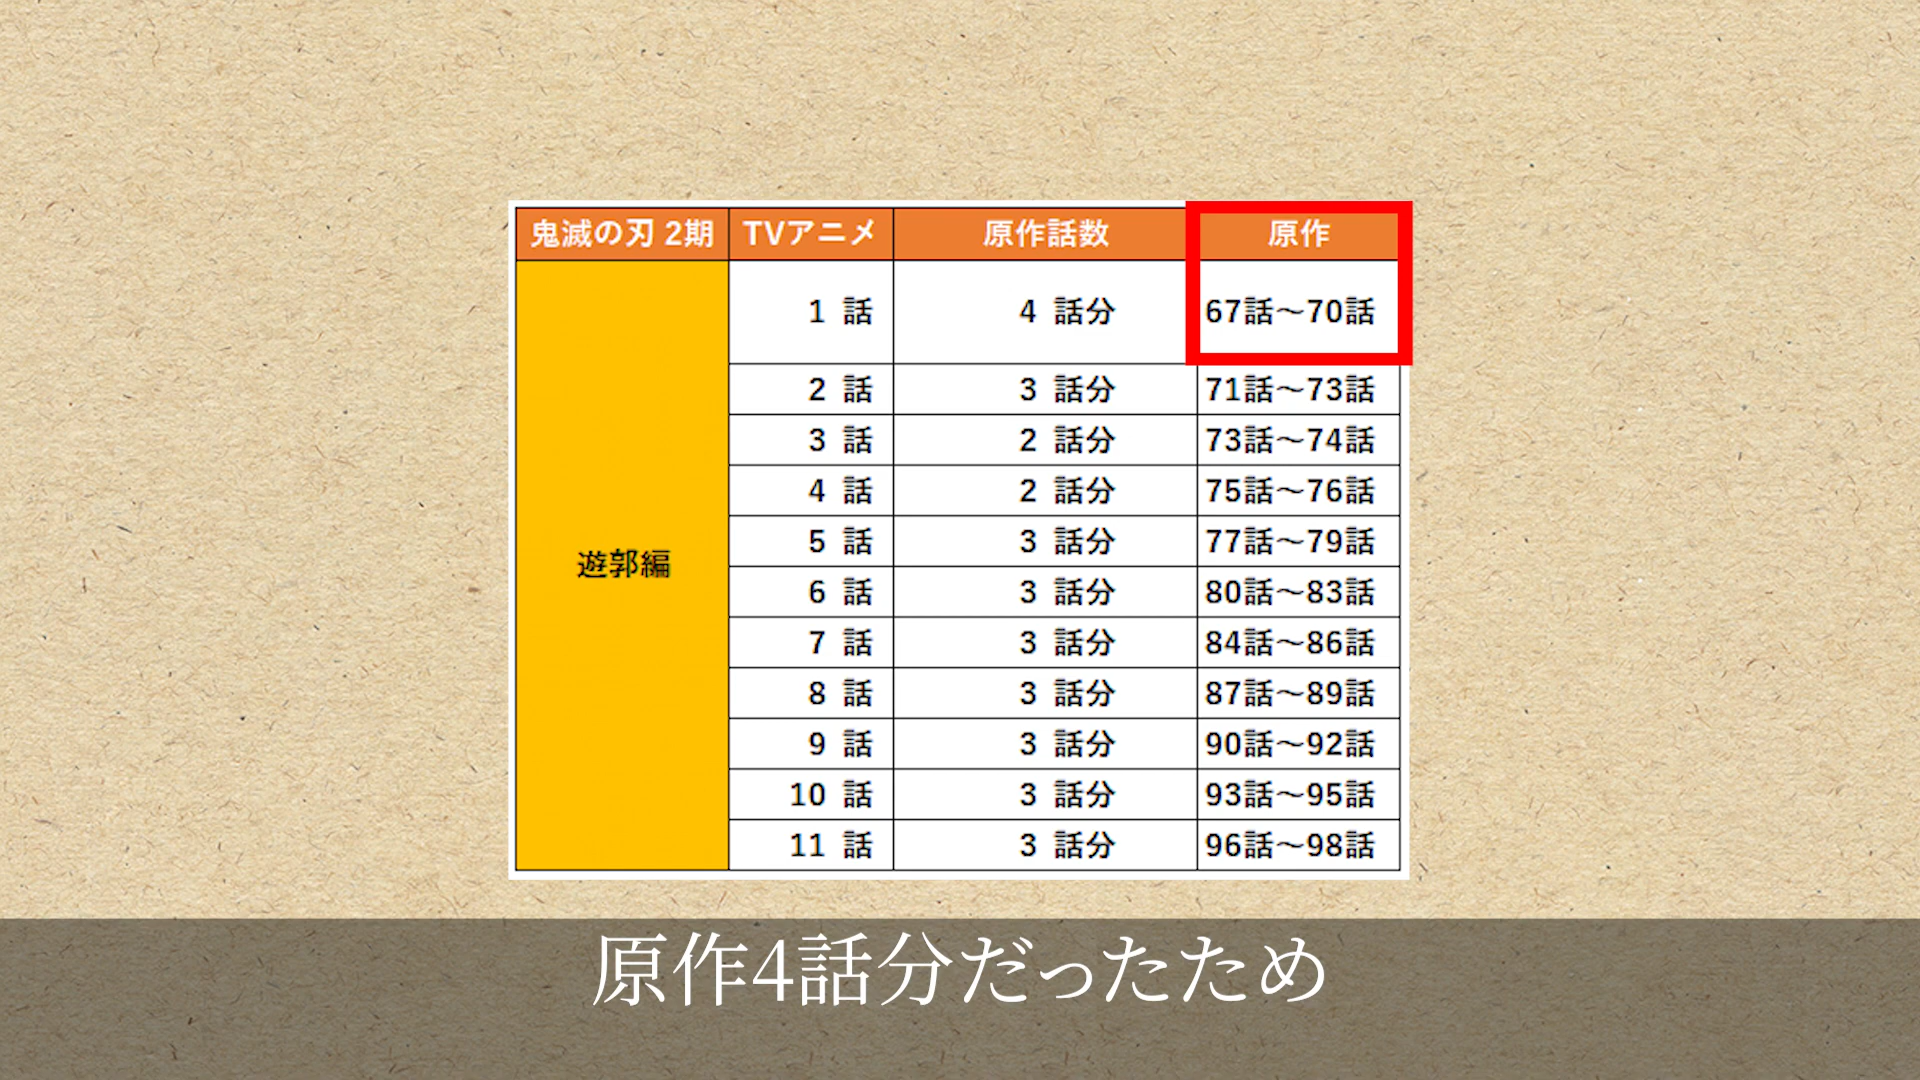 鬼滅の刃 2期 TVアニメ 原作話数 原作
遊郭編
1 話 4 話分 67話～70話
2 話 3 話分 71話～73話
3 話 2 話分 73話～74話
4 話 2 話分 75話～76話
5 話 3 話分 77話～79話
6 話 3 話分 80話～83話
7 話 3 話分 84話～86話
8 話 3 話分 87話～89話
9 話 3 話分 90話～92話
10 話 3 話分 93話～95話
11 話 3 話分 96話～98話
原作4話分だったため